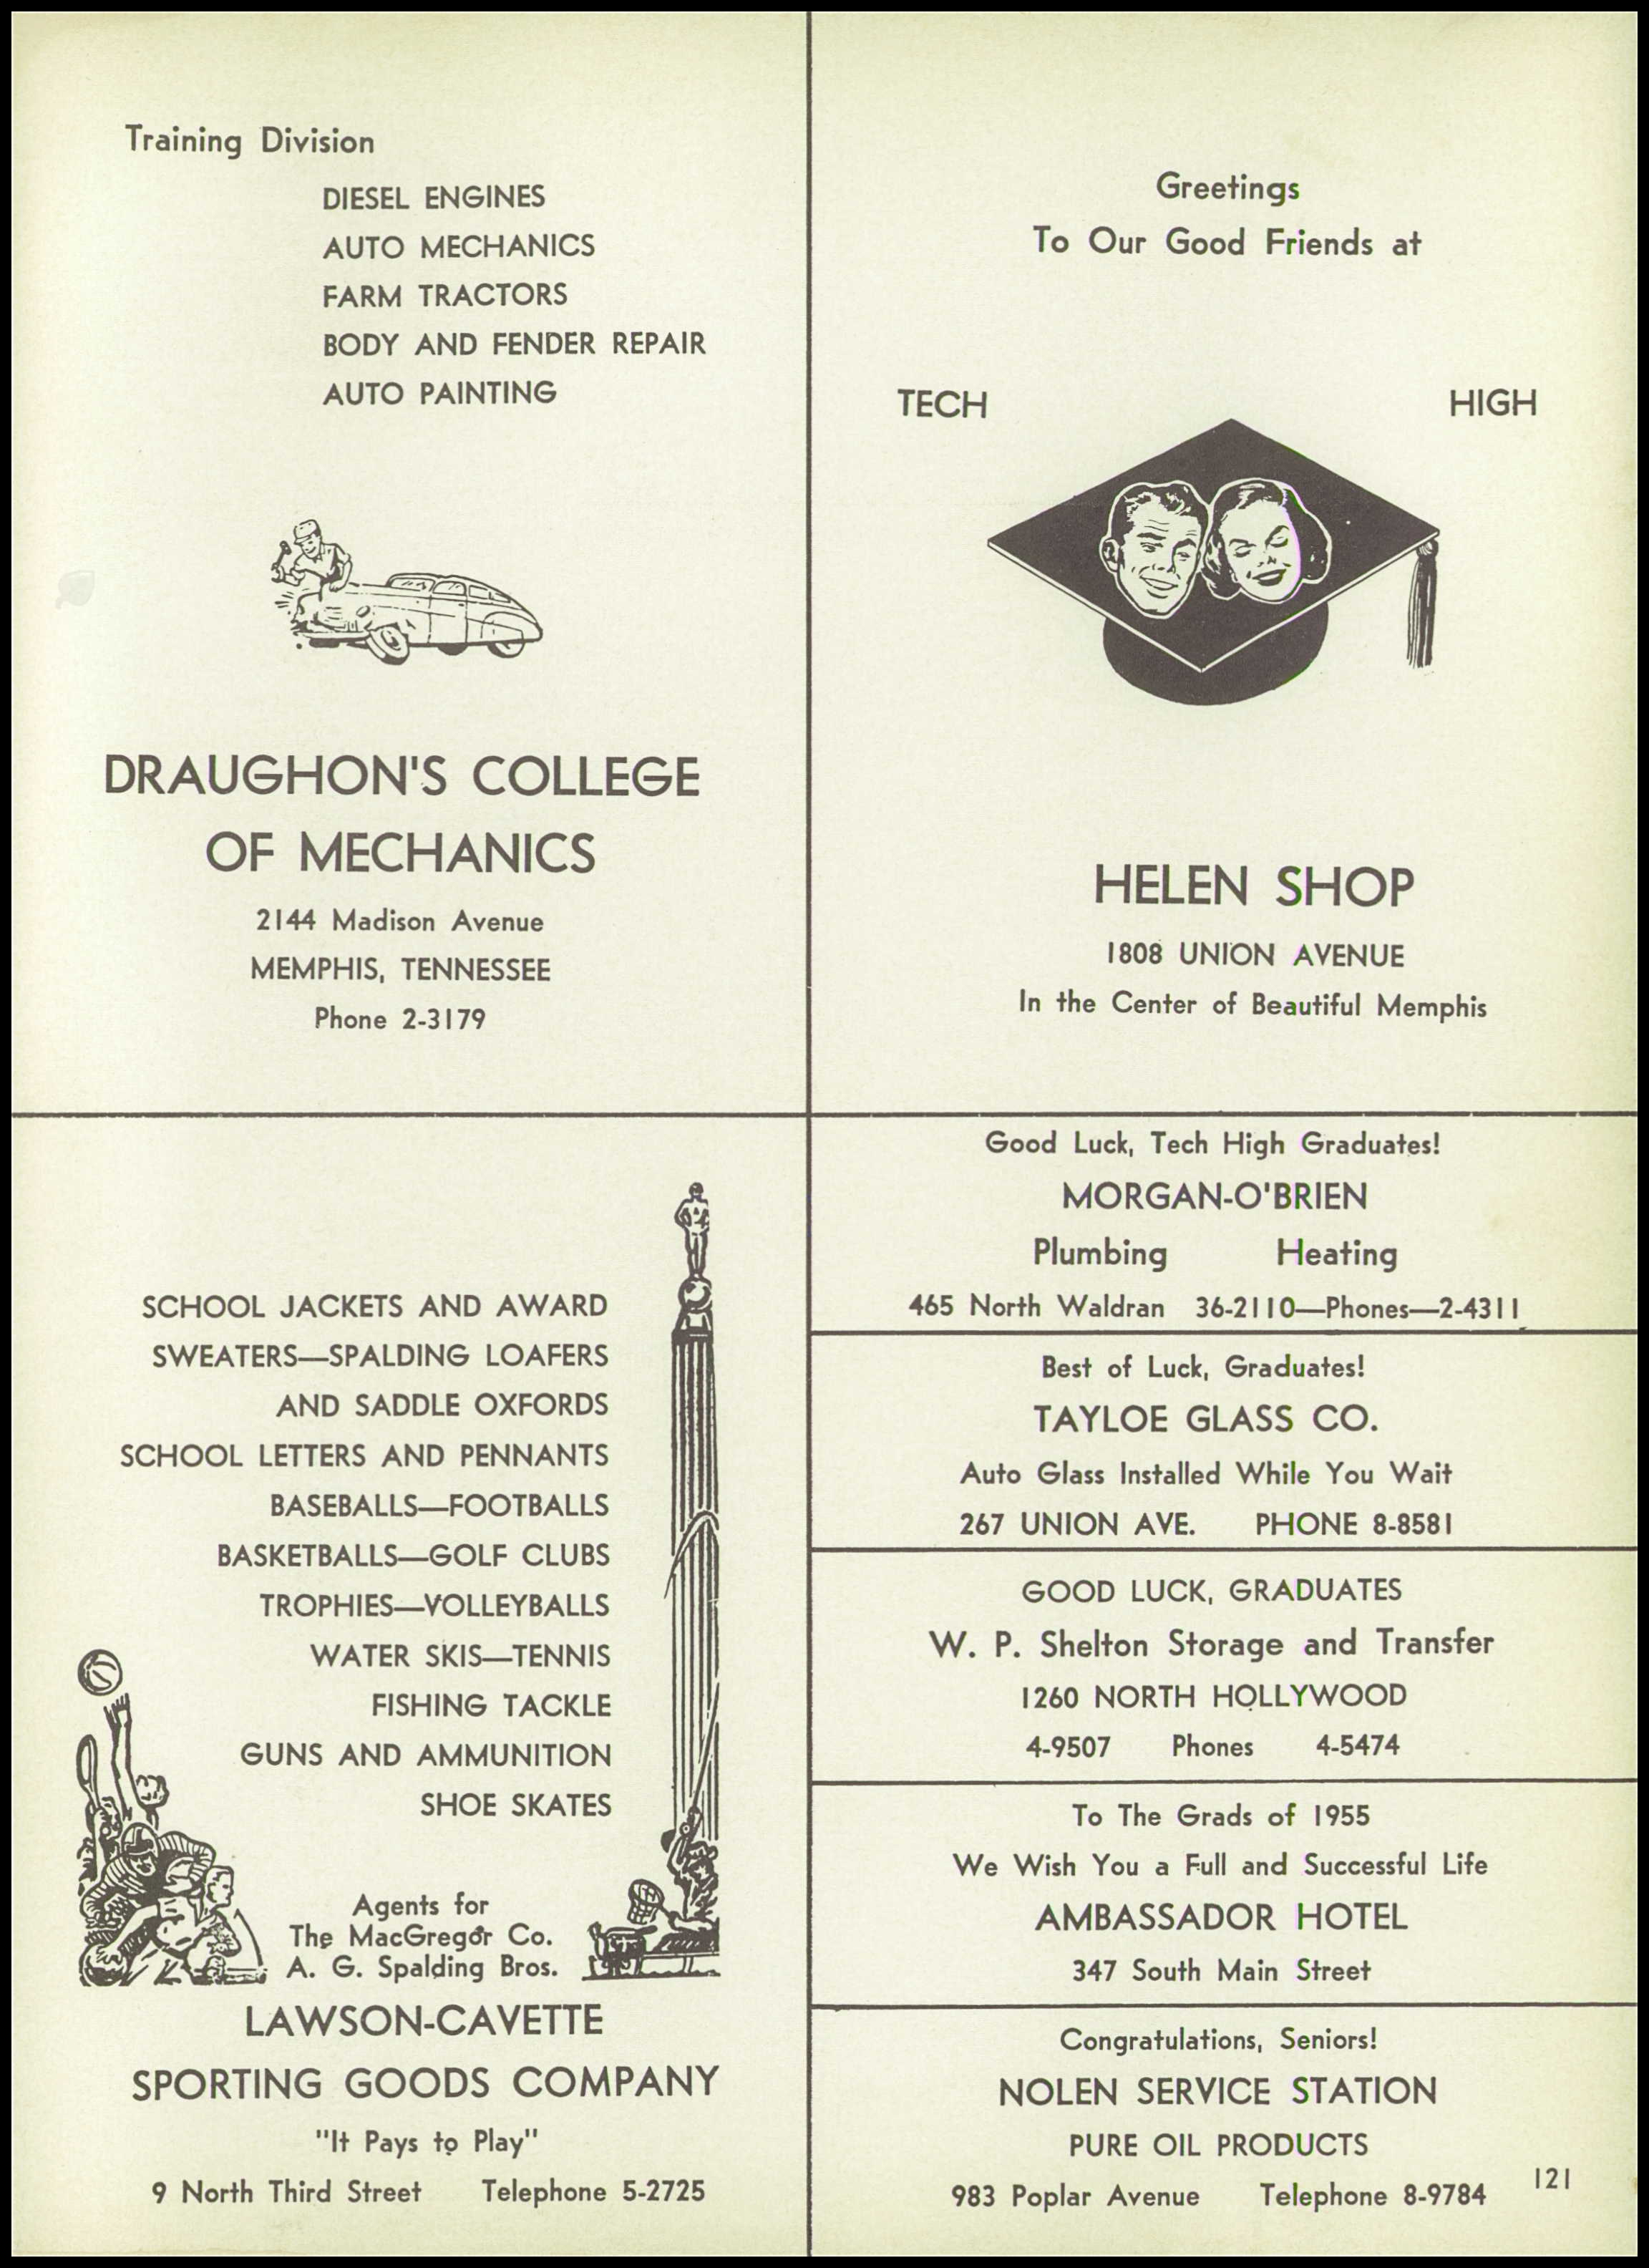 Training Division
DIESEL ENGINES
AUTO MECHANICS
FARM TRACTORS
BODY AND FENDER REPAIR
AUTO PAINTING
DRAUGHON'S COLLEGE
OF MECHANICS
2144 Madison Avenue
MEMPHIS, TENNESSEE
Phone 2-3179
Greetings
To Our Good Friends at
TECH HIGH
HELEN SHOP
1808 UNION AVENUE
In the Center of Beautiful Memphis
SCHOOL JACKETS AND AWARD
SWEATERS—SPALDING LOAFERS
AND SADDLE OXFORDS
SCHOOL LETTERS AND PENNANTS
BASEBALLS—FOOTBALLS
BASKETBALLS—GOLF CLUBS
TROPHIES—VOLLEYBALLS
WATER SKIS—TENNIS
FISHING TACKLE
GUNS AND AMMUNITION
SHOE SKATES
Agents for
The MacGregor Co.
A. G. Spalding Bros.
LAWSON-CAVETTE
SPORTING GOODS COMPANY
"It Pays to Play"
9 North Third Street Telephone 5-2725
Good Luck, Tech High Graduates!
MORGAN-O'BRIEN
Plumbing Heating
465 North Waldran 36-2110—Phones—2-4311
Best of Luck, Graduates!
TAYLOE GLASS CO.
Auto Glass Installed While You Wait
267 UNION AVE. PHONE 8-8581
GOOD LUCK, GRADUATES
W. P. Shelton Storage and Transfer
1260 NORTH HOLLYWOOD
4-9507 Phones 4-5474
To The Grads of 1955
We Wish You a Full and Successful Life
AMBASSADOR HOTEL
347 South Main Street
Congratulations, Seniors!
NOLEN SERVICE STATION
PURE OIL PRODUCTS
983 Poplar Avenue Telephone 8-9784
121